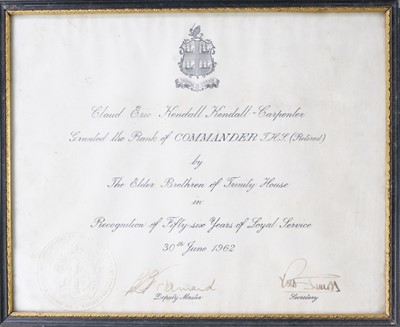 Claud Eric Kendall Kendall-Carpenter
Granted the Rank of COMMANDER T.H.S. (Retired)
by
The Elder Brethren of Trinity House
in
Recognition of Fifty-six Years of Loyal Service
30th June 1962
Deputy Master Secretary